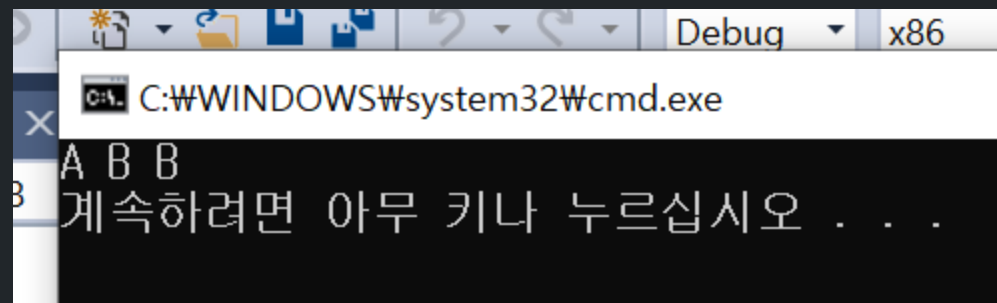 Debug x86
C:₩WINDOWS₩system32₩cmd.exe
A B B
계속하려면 아무 키나 누르십시오 . . .